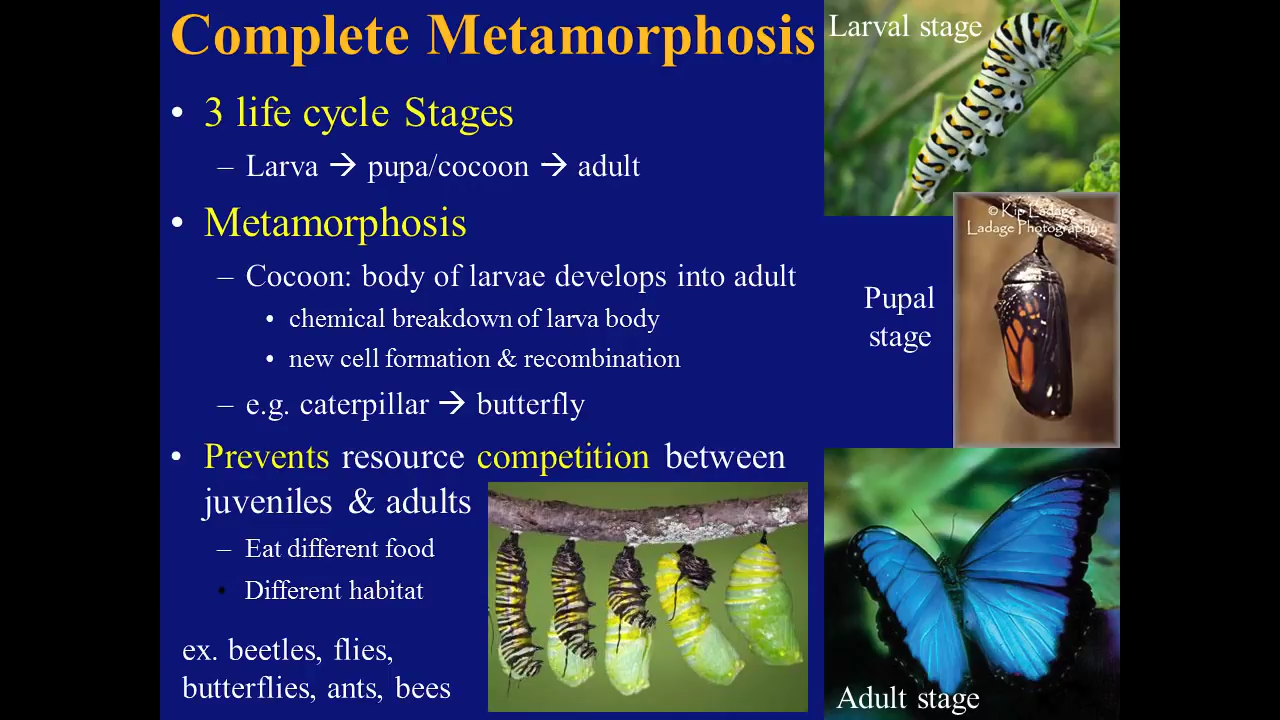 Complete Metamorphosis
• 3 life cycle Stages
– Larva → pupa/cocoon → adult
• Metamorphosis
– Cocoon: body of larvae develops into adult
• chemical breakdown of larva body
• new cell formation & recombination
– e.g. caterpillar → butterfly
• Prevents resource competition between
juveniles & adults
– Eat different food
• Different habitat
ex. beetles, flies,
butterflies, ants, bees
Larval stage
© Kip Ladage
Ladage Photography
Pupal
stage
Adult stage